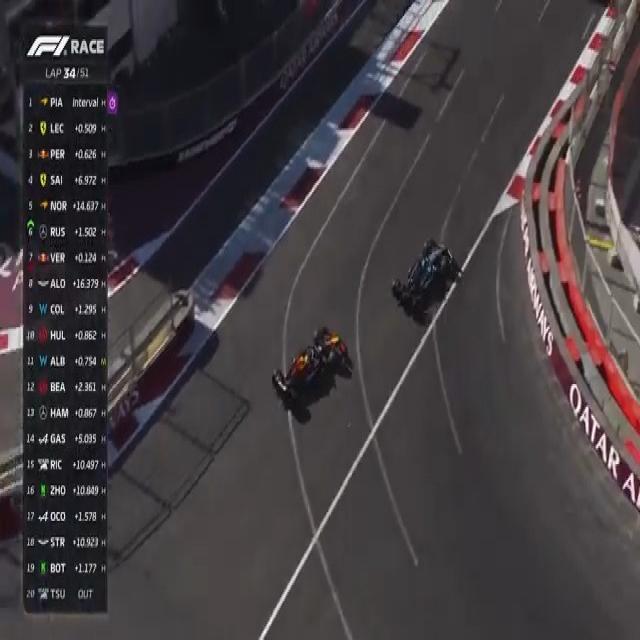 F1 RACE
LAP 34/51
1 PIA Interval H
2 LEC +0.509 H
3 PER +0.626 H
4 SAI +6.972 H
5 NOR +14.637 H
6 RUS +1.502 H
7 VER +0.124 H
8 ALO +16.379 H
9 COL +1.295 H
10 HUL +0.862 H
11 ALB +0.754 M
12 BEA +2.361 H
13 HAM +0.867 H
14 GAS +5.035 H
15 RIC +10.497 H
16 ZHO +10.849 H
17 OCO +1.578 H
18 STR +10.923 H
19 BOT +1.177 H
20 TSU OUT
QATAR